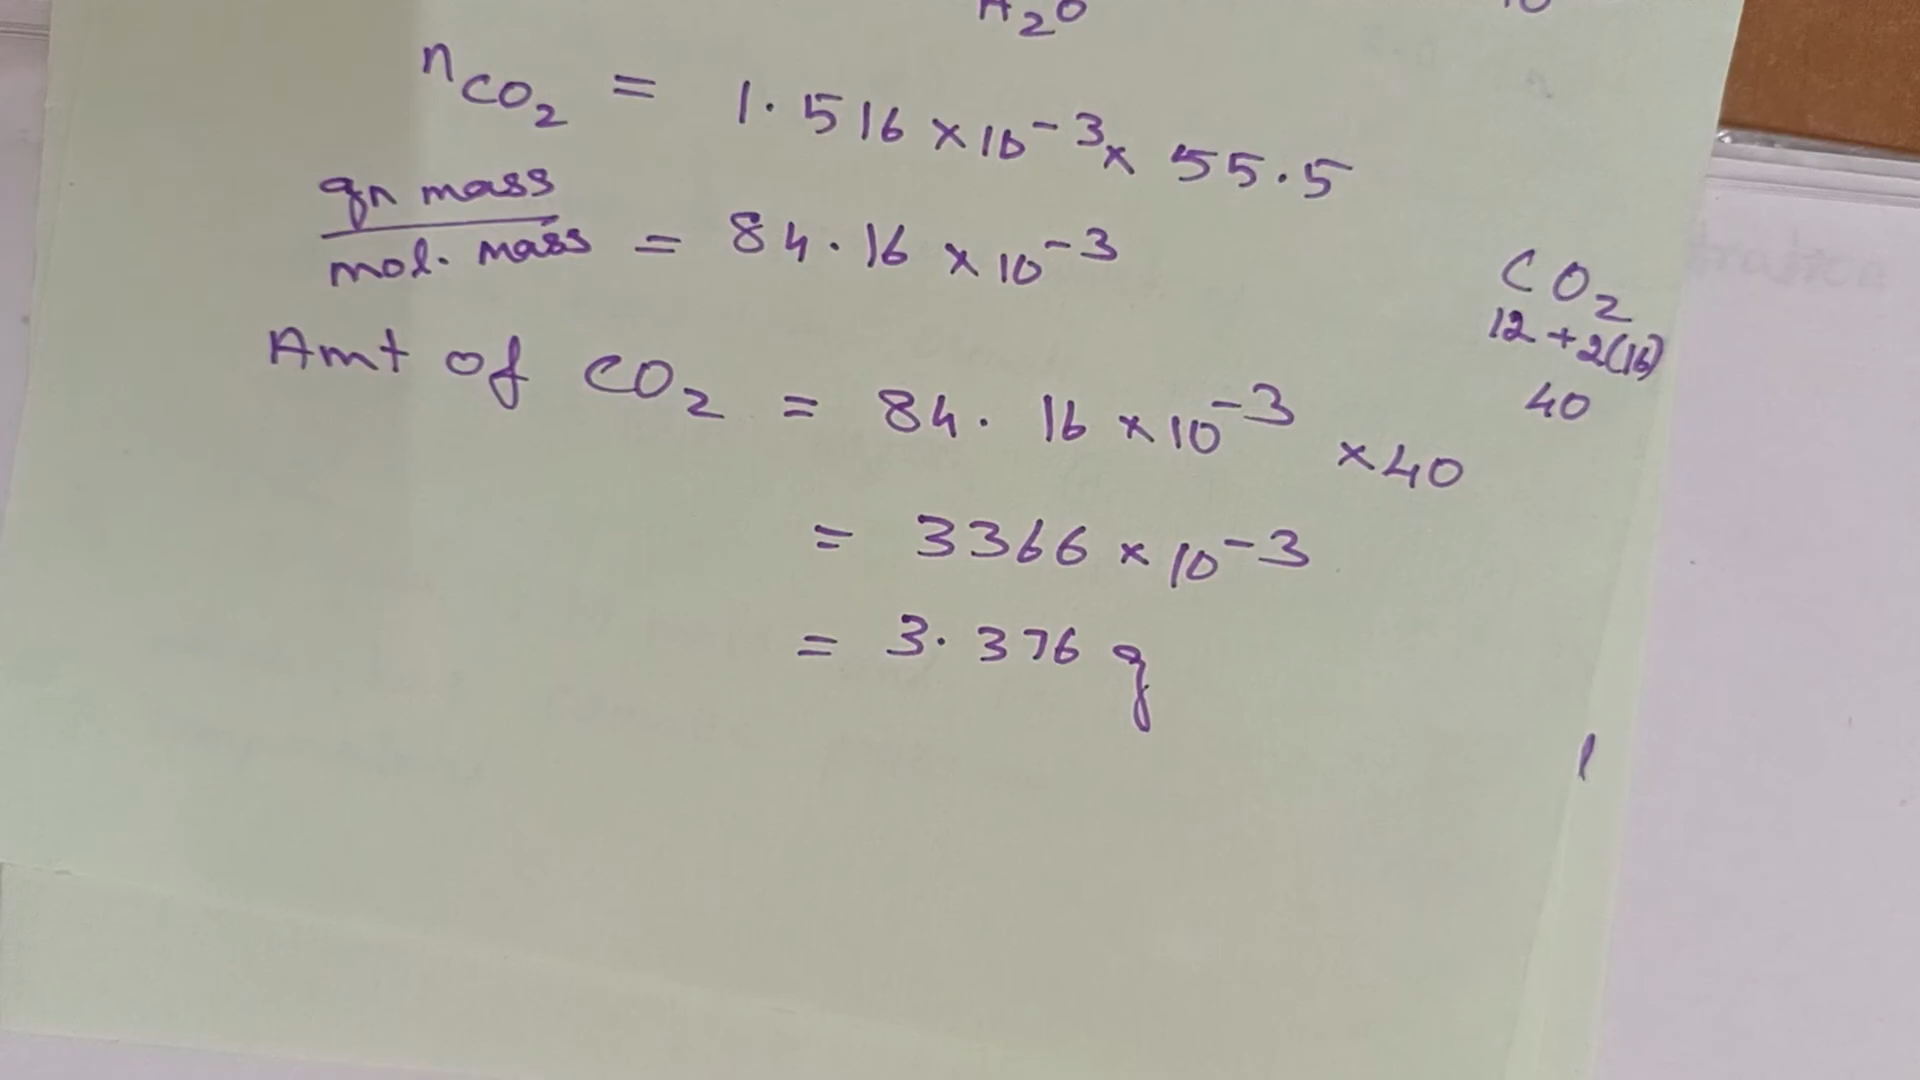 H₂O
10
nCO₂ = 1.516 × 10⁻³ × 55.5
gn mass / mol. mass = 84.16 × 10⁻³
CO₂
12 + 2(16)
40
Amt of CO₂ = 84.16 × 10⁻³ × 40
= 3366 × 10⁻³
= 3.376 g